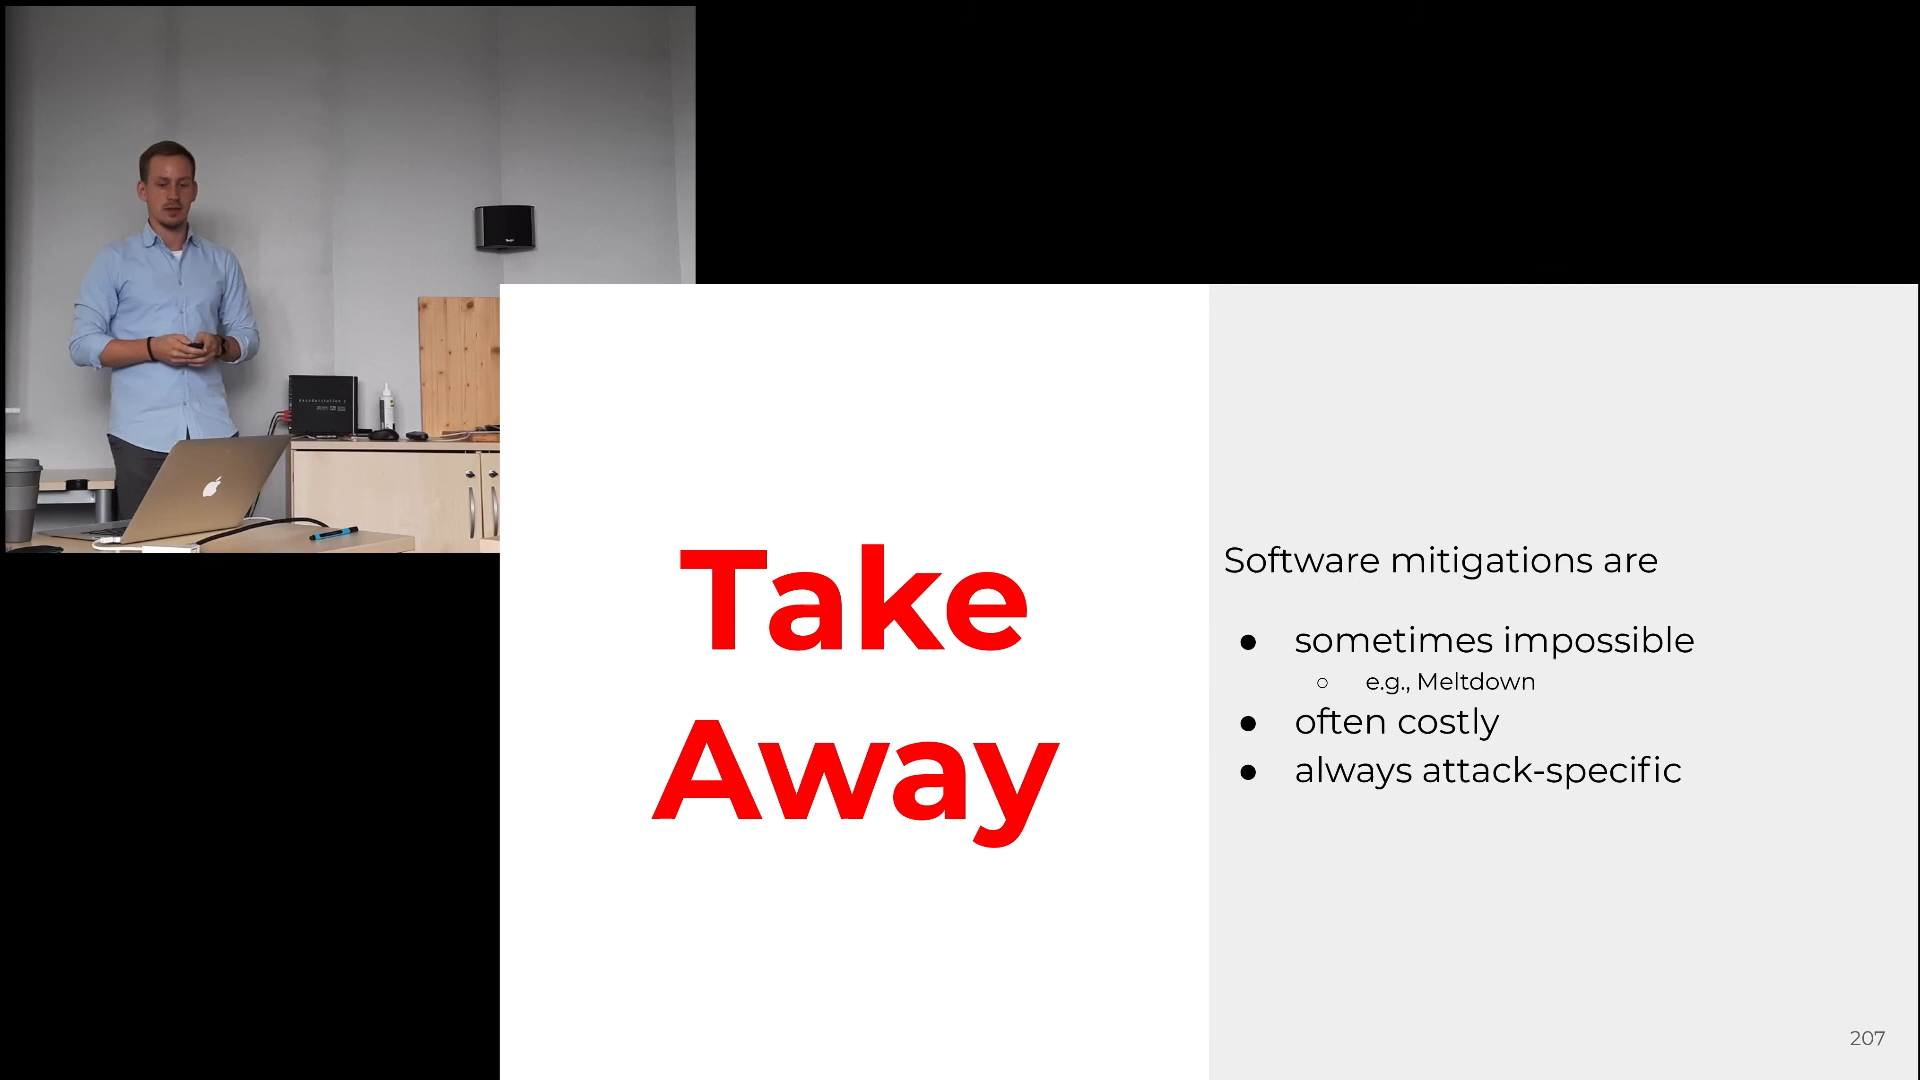 Take
Away
Software mitigations are
● sometimes impossible
○ e.g., Meltdown
● often costly
● always attack-specific
207